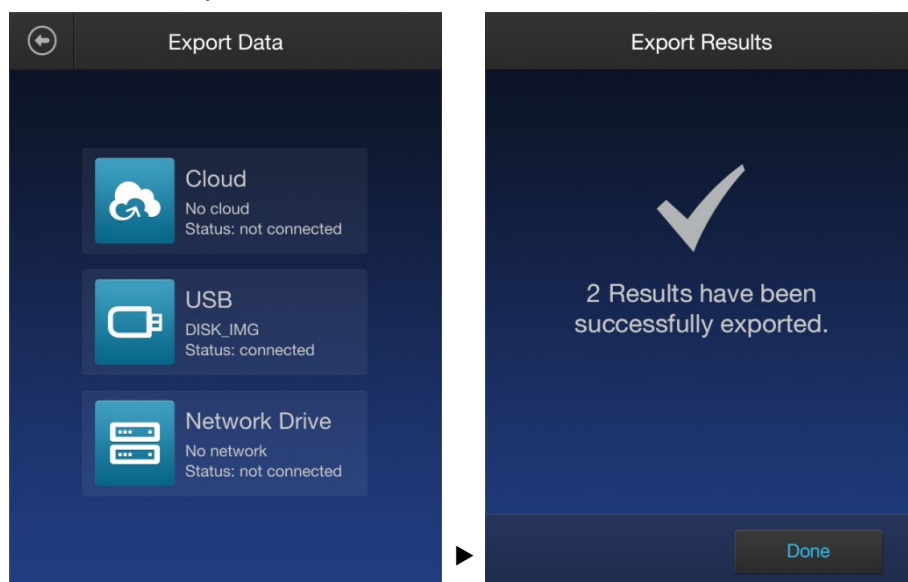 Export Data
Cloud
No cloud
Status: not connected
USB
DISK_IMG
Status: connected
Network Drive
No network
Status: not connected
Export Results
2 Results have been
successfully exported.
Done